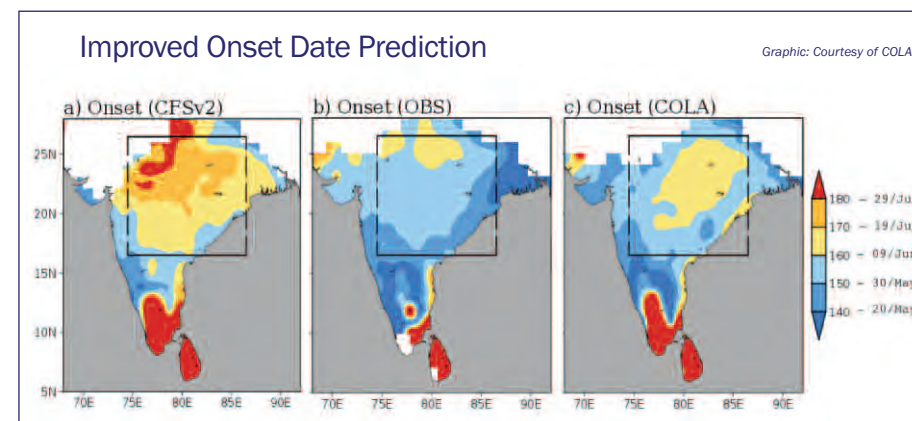 Improved Onset Date Prediction
Graphic: Courtesy of COLA
a) Onset (CFSv2)
b) Onset (OBS)
c) Onset (COLA)
25N
20N
15N
10N
5N
70E 75E 80E 85E 90E
70E 75E 80E 85E 90E
70E 75E 80E 85E 90E
180 - 29/Ju
170 - 19/Ju
160 - 09/Jun
150 - 30/May
140 - 20/May